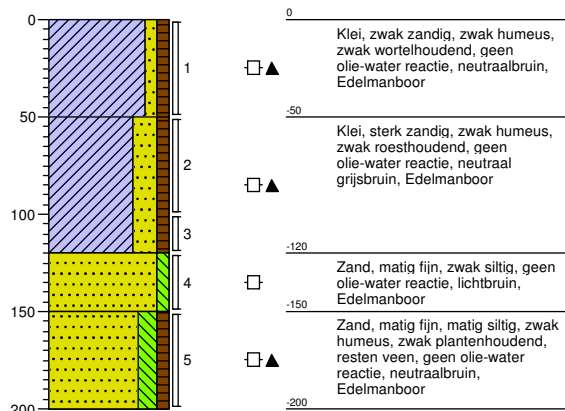 0
50
100
150
200
1
2
3
4
5
0
Klei, zwak zandig, zwak humeus,
zwak wortelhoudend, geen
olie-water reactie, neutraalbruin,
Edelmanboor
-50
Klei, sterk zandig, zwak humeus,
zwak roesthoudend, geen
olie-water reactie, neutraal
grijsbruin, Edelmanboor
-120
Zand, matig fijn, zwak siltig, geen
olie-water reactie, lichtbruin,
Edelmanboor
-150
Zand, matig fijn, matig siltig, zwak
humeus, zwak plantenhoudend,
resten veen, geen olie-water
reactie, neutraalbruin,
Edelmanboor
-200